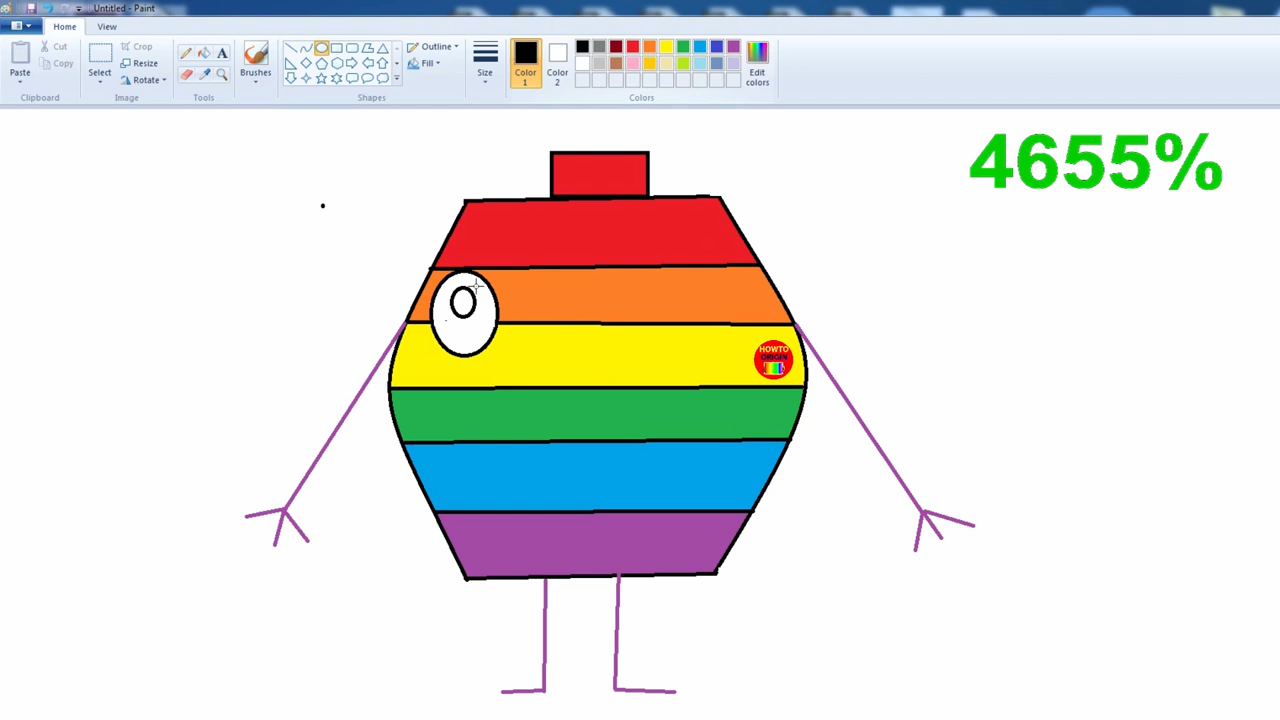 Untitled - Paint
Home
View
Paste
Cut
Copy
Clipboard
Select
Crop
Resize
Rotate
Image
A
Tools
Brushes
Shapes
Outline
Fill
Size
Color
1
Color
2
Edit
colors
Colors
4655%
HOWTO
ORIGIN